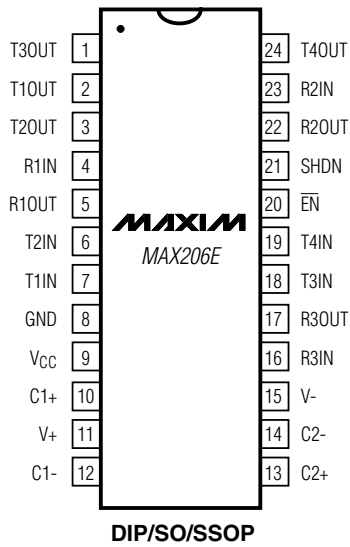 T3OUT 1 24 T4OUT
T1OUT 2 23 R2IN
T2OUT 3 22 R2OUT
R1IN 4 21 SHDN
R1OUT 5 20 E̅N̅
T2IN 6 19 T4IN
T1IN 7 18 T3IN
GND 8 17 R3OUT
VCC 9 16 R3IN
C1+ 10 15 V-
V+ 11 14 C2-
C1- 12 13 C2+
MAXIM
MAX206E
DIP/SO/SSOP